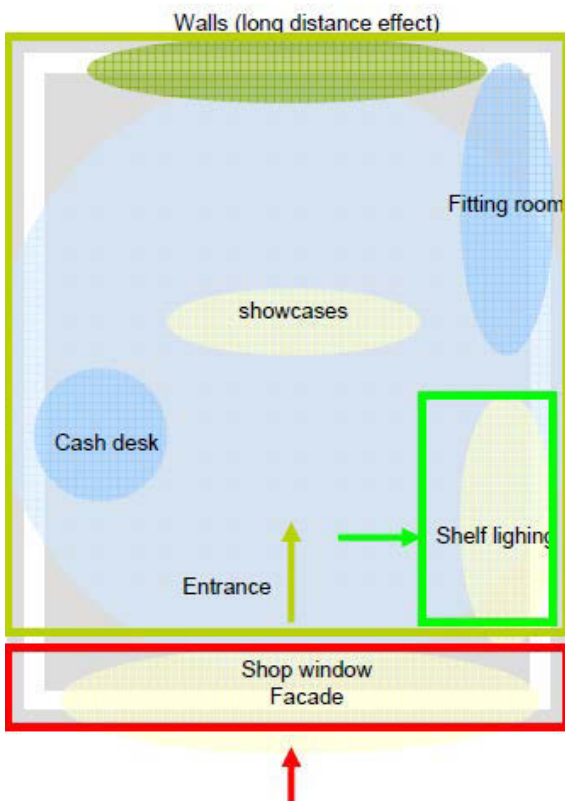 Walls (long distance effect)
Fitting room
showcases
Cash desk
Shelf lighing
Entrance
Shop window
Facade